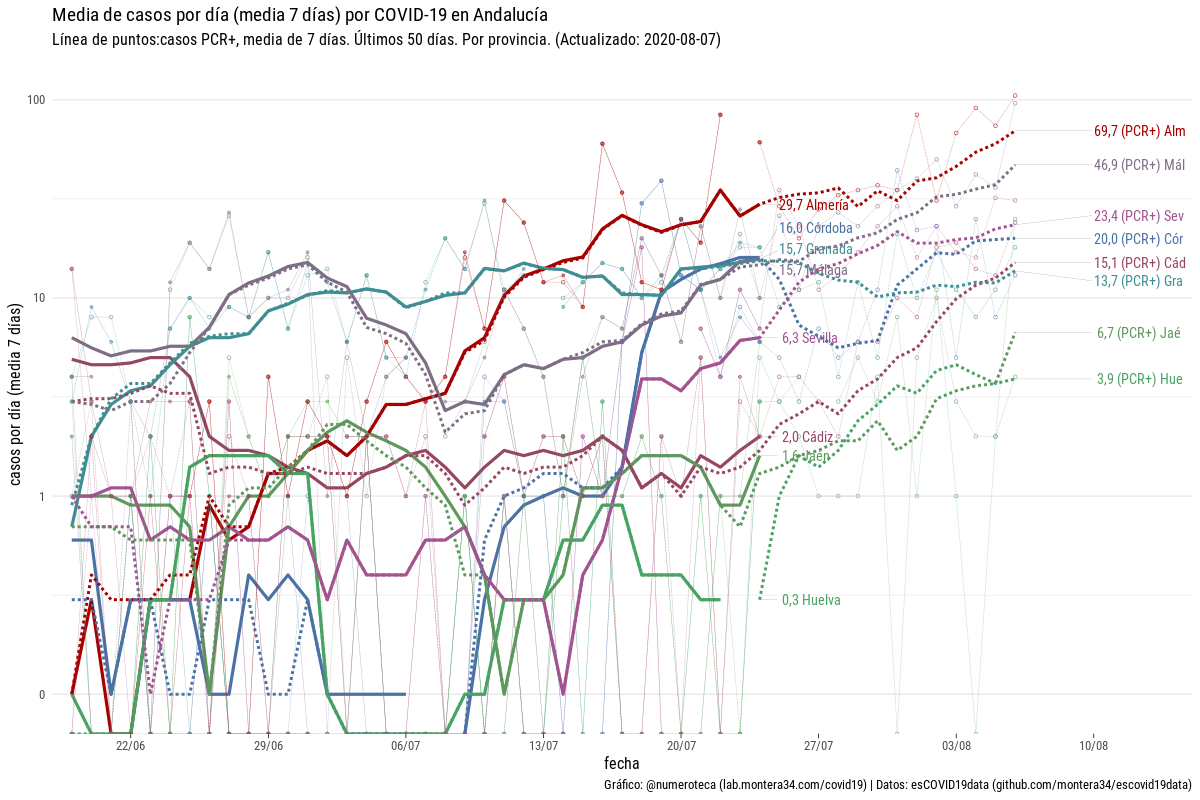 Media de casos por día (media 7 días) por COVID-19 en Andalucía
Línea de puntos:casos PCR+, media de 7 días. Últimos 50 días. Por provincia. (Actualizado: 2020-08-07)
casos por día (media 7 días)
100
10
1
0
69,7 (PCR+) Alm
46,9 (PCR+) Mál
23,4 (PCR+) Sev
20,0 (PCR+) Cór
15,1 (PCR+) Cád
13,7 (PCR+) Gra
6,7 (PCR+) Jaé
3,9 (PCR+) Hue
29,7 Almería
16,0 Córdoba
15,7 Granada
15,7 Málaga
6,3 Sevilla
2,0 Cádiz
1,6 Jaén
0,3 Huelva
22/06
29/06
06/07
13/07
20/07
27/07
03/08
10/08
fecha
Gráfico: @numeroteca (lab.montera34.com/covid19) | Datos: esCOVID19data (github.com/montera34/escovid19data)